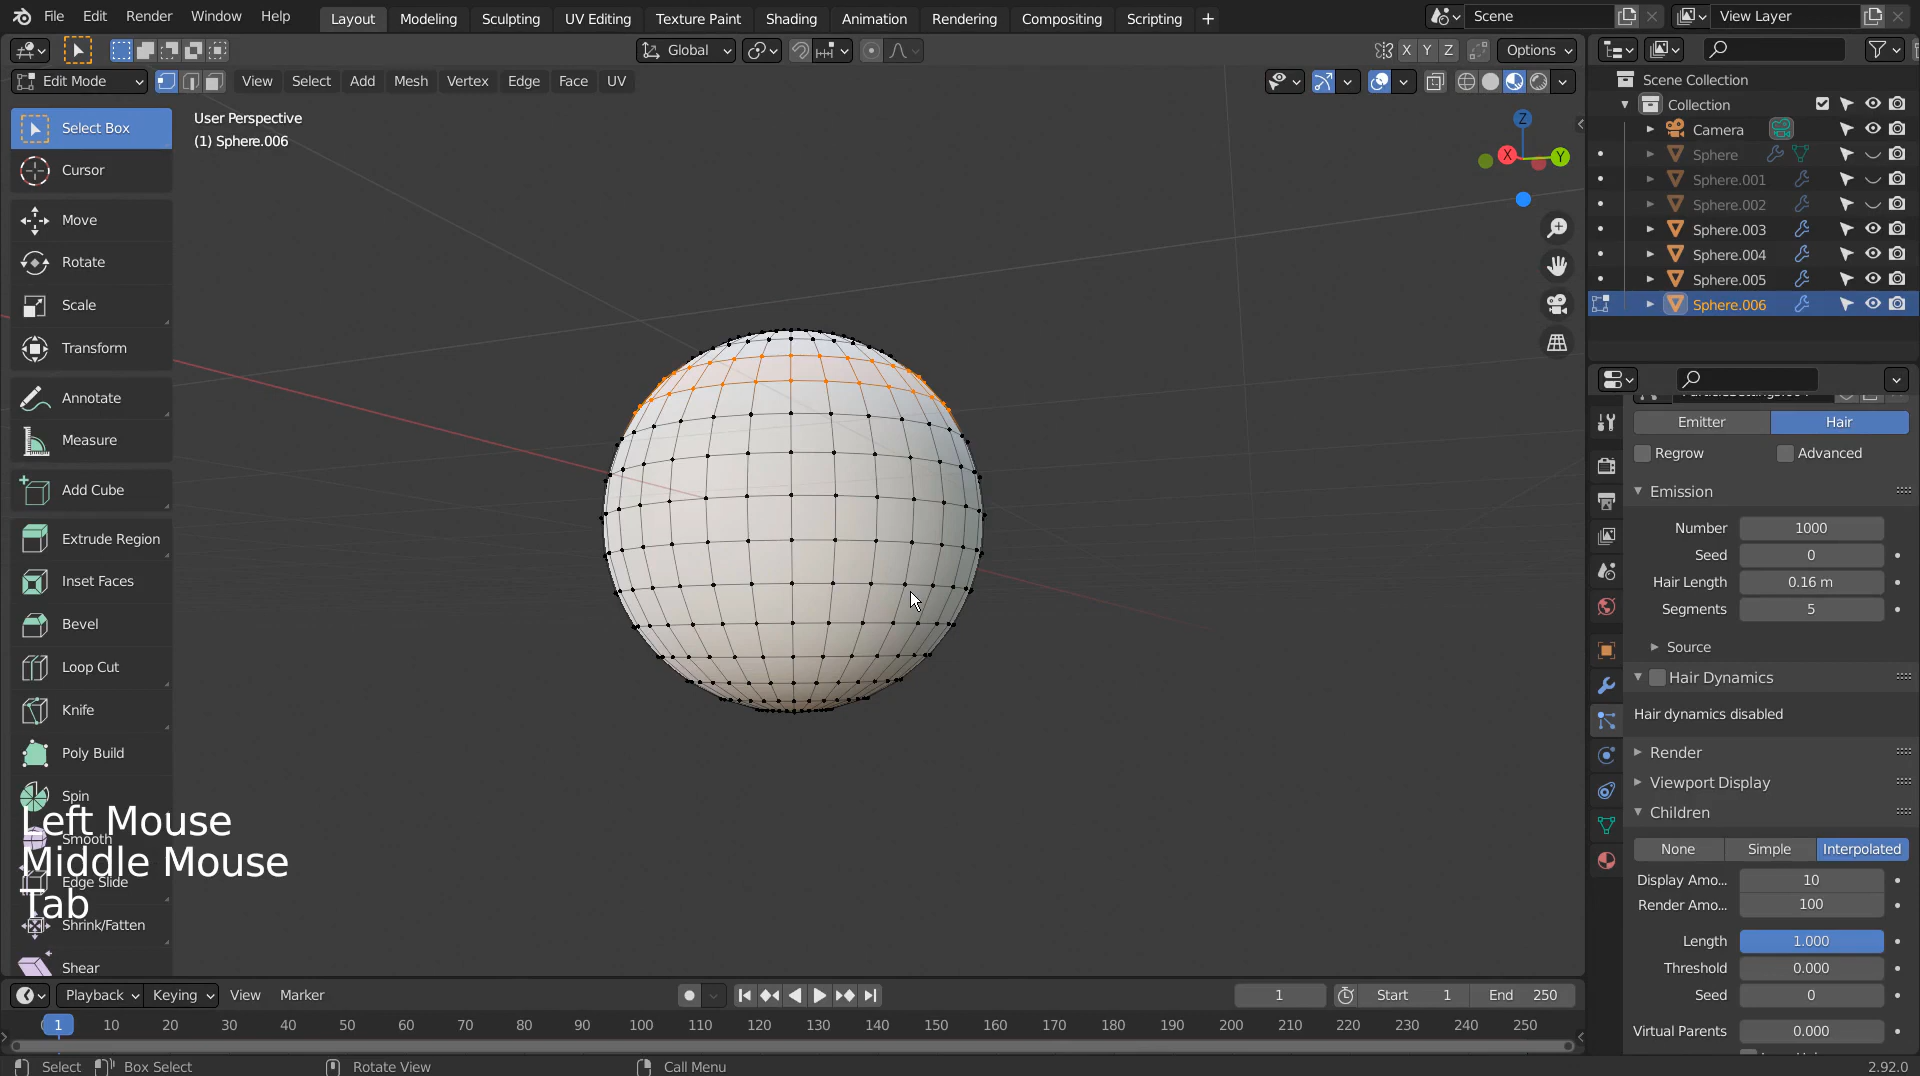 File Edit Render Window Help Layout Modeling Sculpting UV Editing Texture Paint Shading Animation Rendering Compositing Scripting + Scene View Layer
Global X Y Z Options
Edit Mode View Select Add Mesh Vertex Edge Face UV
User Perspective
(1) Sphere.006
Select Box
Cursor
Move
Rotate
Scale
Transform
Annotate
Measure
Add Cube
Extrude Region
Inset Faces
Bevel
Loop Cut
Knife
Poly Build
Spin
Smooth
Edge Slide
Shrink/Fatten
Shear
Left Mouse
Middle Mouse
Tab
Z
X
Y
Scene Collection
Collection
Camera
Sphere
Sphere.001
Sphere.002
Sphere.003
Sphere.004
Sphere.005
Sphere.006
Emitter Hair
Regrow Advanced
Emission
Number 1000
Seed 0
Hair Length 0.16 m
Segments 5
Source
Hair Dynamics
Hair dynamics disabled
Render
Viewport Display
Children
None Simple Interpolated
Display Amo... 10
Render Amo... 100
Length 1.000
Threshold 0.000
Seed 0
Virtual Parents 0.000
Playback Keying View Marker 1 Start 1 End 250
1 10 20 30 40 50 60 70 80 90 100 110 120 130 140 150 160 170 180 190 200 210 220 230 240 250
Select Box Select Rotate View Call Menu 2.92.0